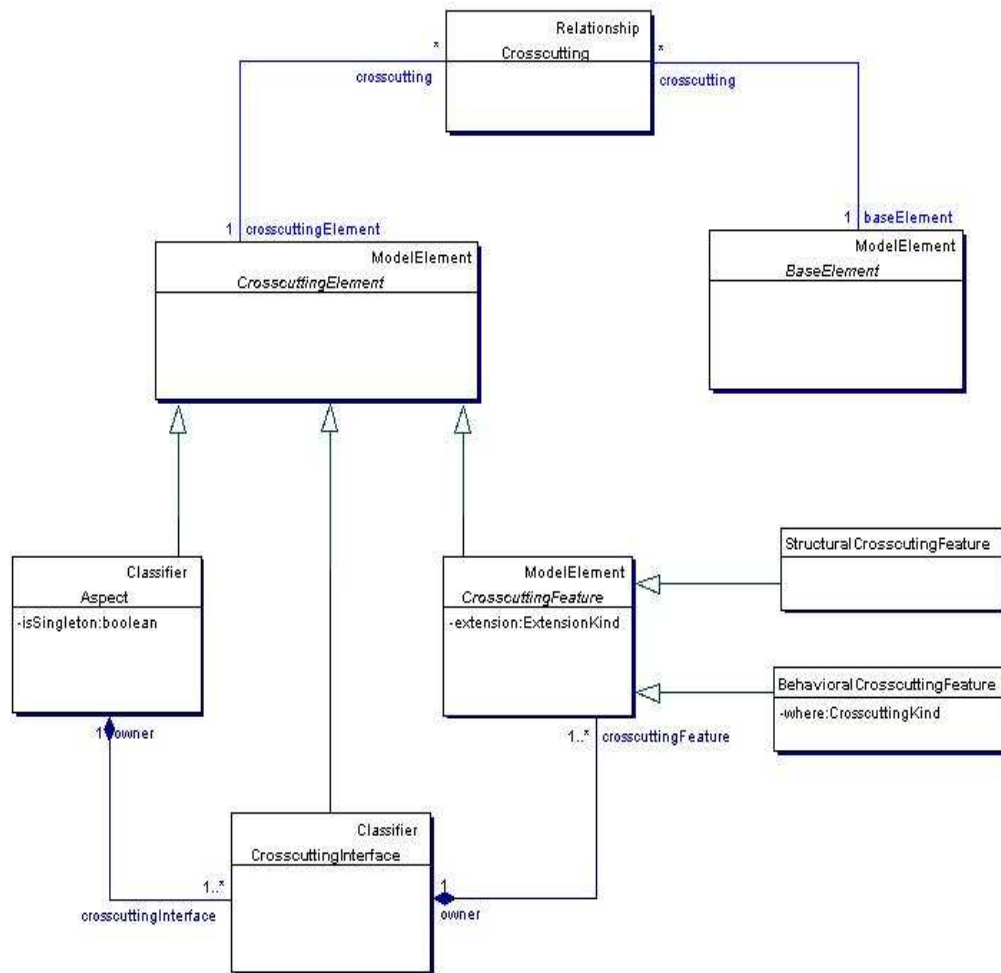 Relationship
Crosscutting
*
crosscutting
*
crosscutting
1 crosscuttingElement
1 baseElement
ModelElement
CrosscuttingElement
ModelElement
BaseElement
Classifier
Aspect
-isSingleton:boolean
ModelElement
CrosscuttingFeature
-extension:ExtensionKind
StructuralCrosscutingFeature
BehavioralCrosscuttingFeature
-where:CrosscuttingKind
1 owner
1..* crosscuttingFeature
Classifier
CrosscuttingInterface
1..*
crosscuttingInterface
1
owner